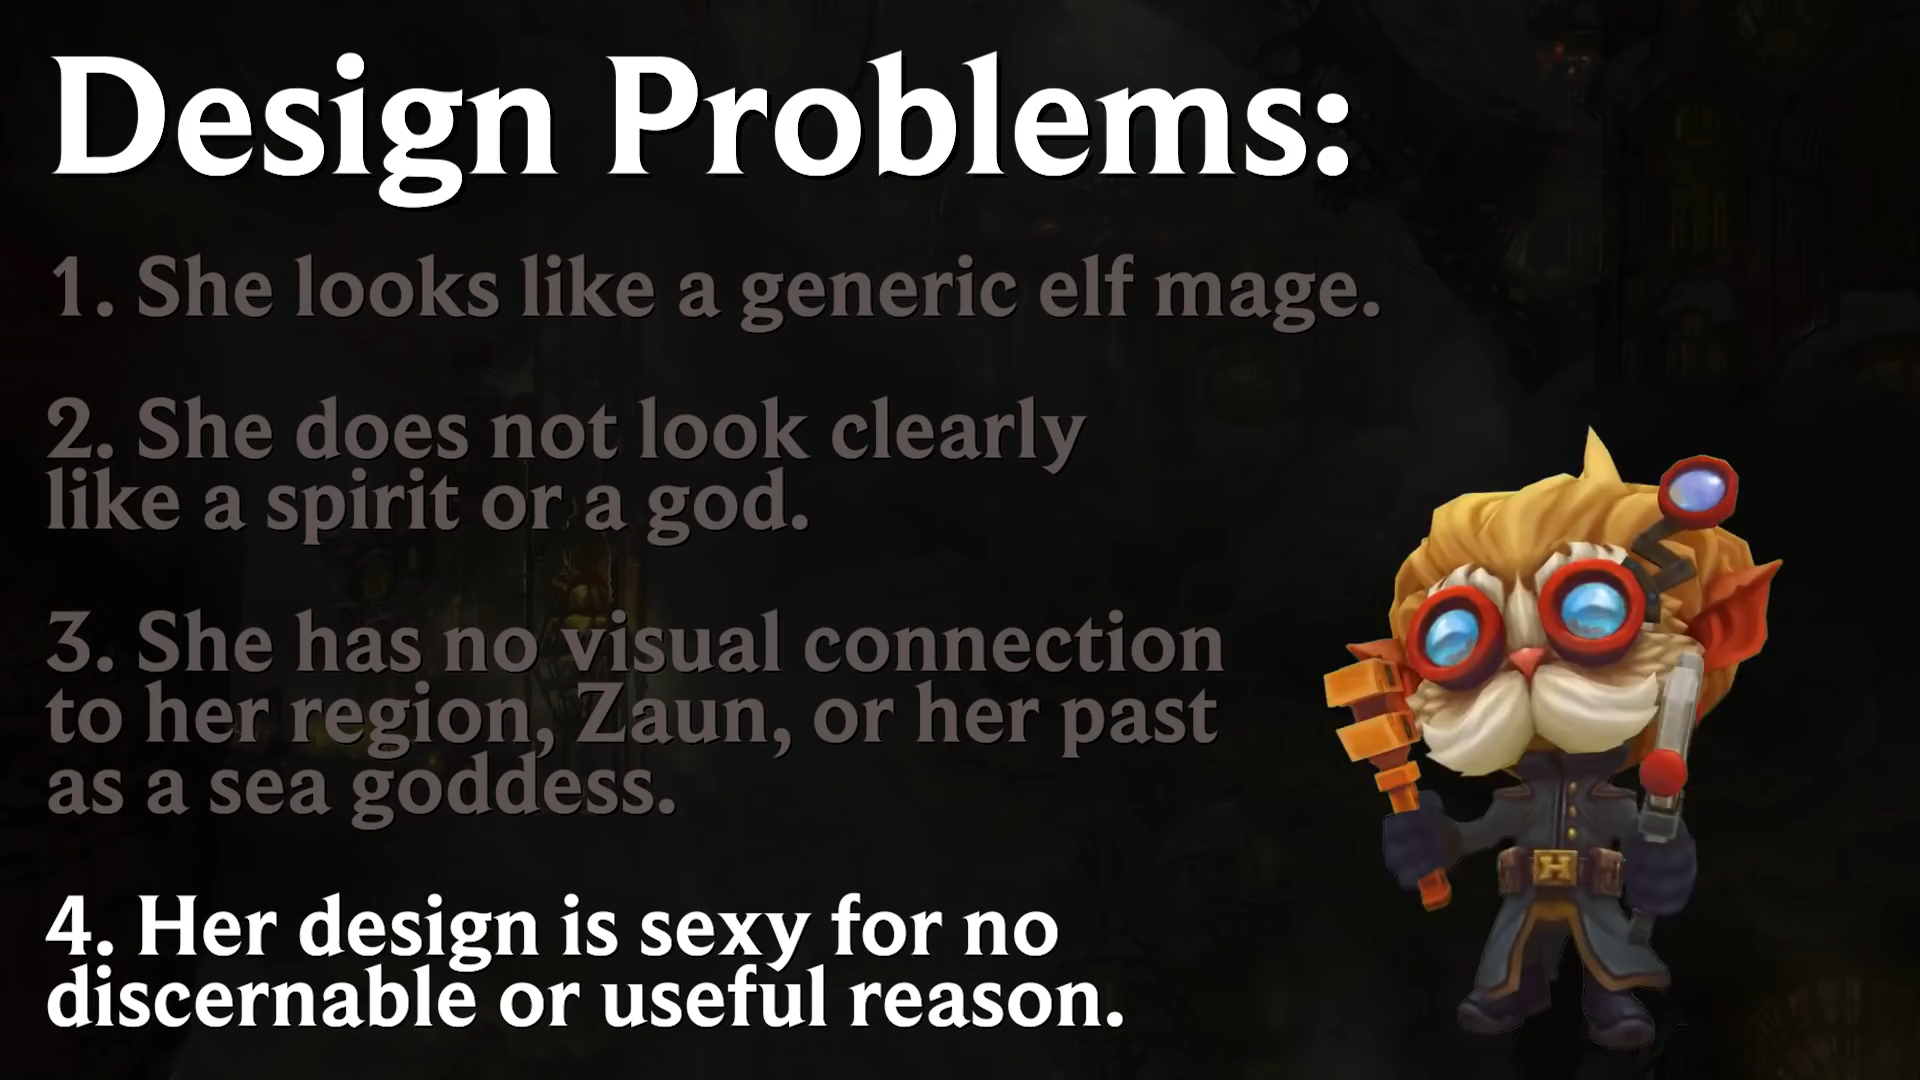 Design Problems:
1. She looks like a generic elf mage.
2. She does not look clearly
like a spirit or a god.
3. She has no visual connection
to her region, Zaun, or her past
as a sea goddess.
4. Her design is sexy for no
discernable or useful reason.
H